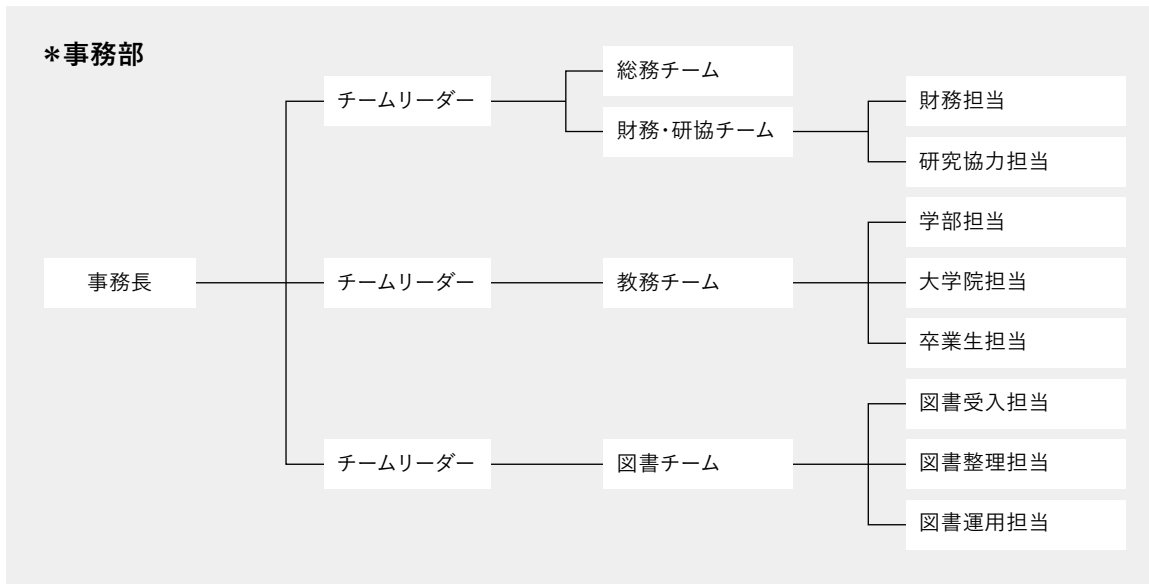 *事務部
事務長
チームリーダー
総務チーム
財務・研協チーム
財務担当
研究協力担当
チームリーダー
教務チーム
学部担当
大学院担当
卒業生担当
チームリーダー
図書チーム
図書受入担当
図書整理担当
図書運用担当